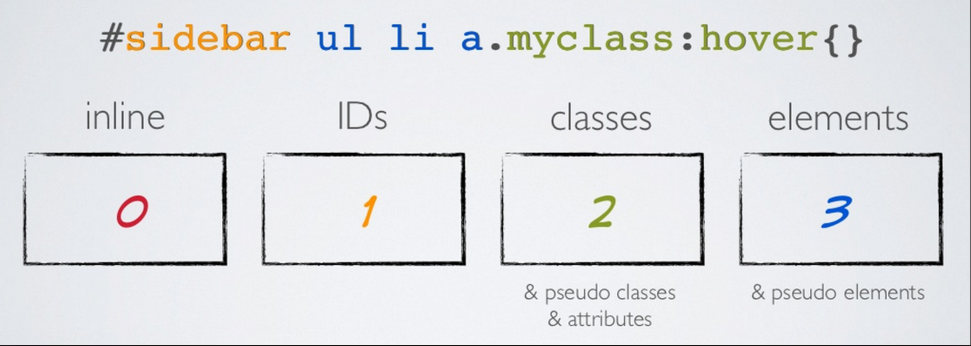 #sidebar ul li a.myclass:hover{}
inline IDs classes elements
0 1 2 3
& pseudo classes & pseudo elements
& attributes